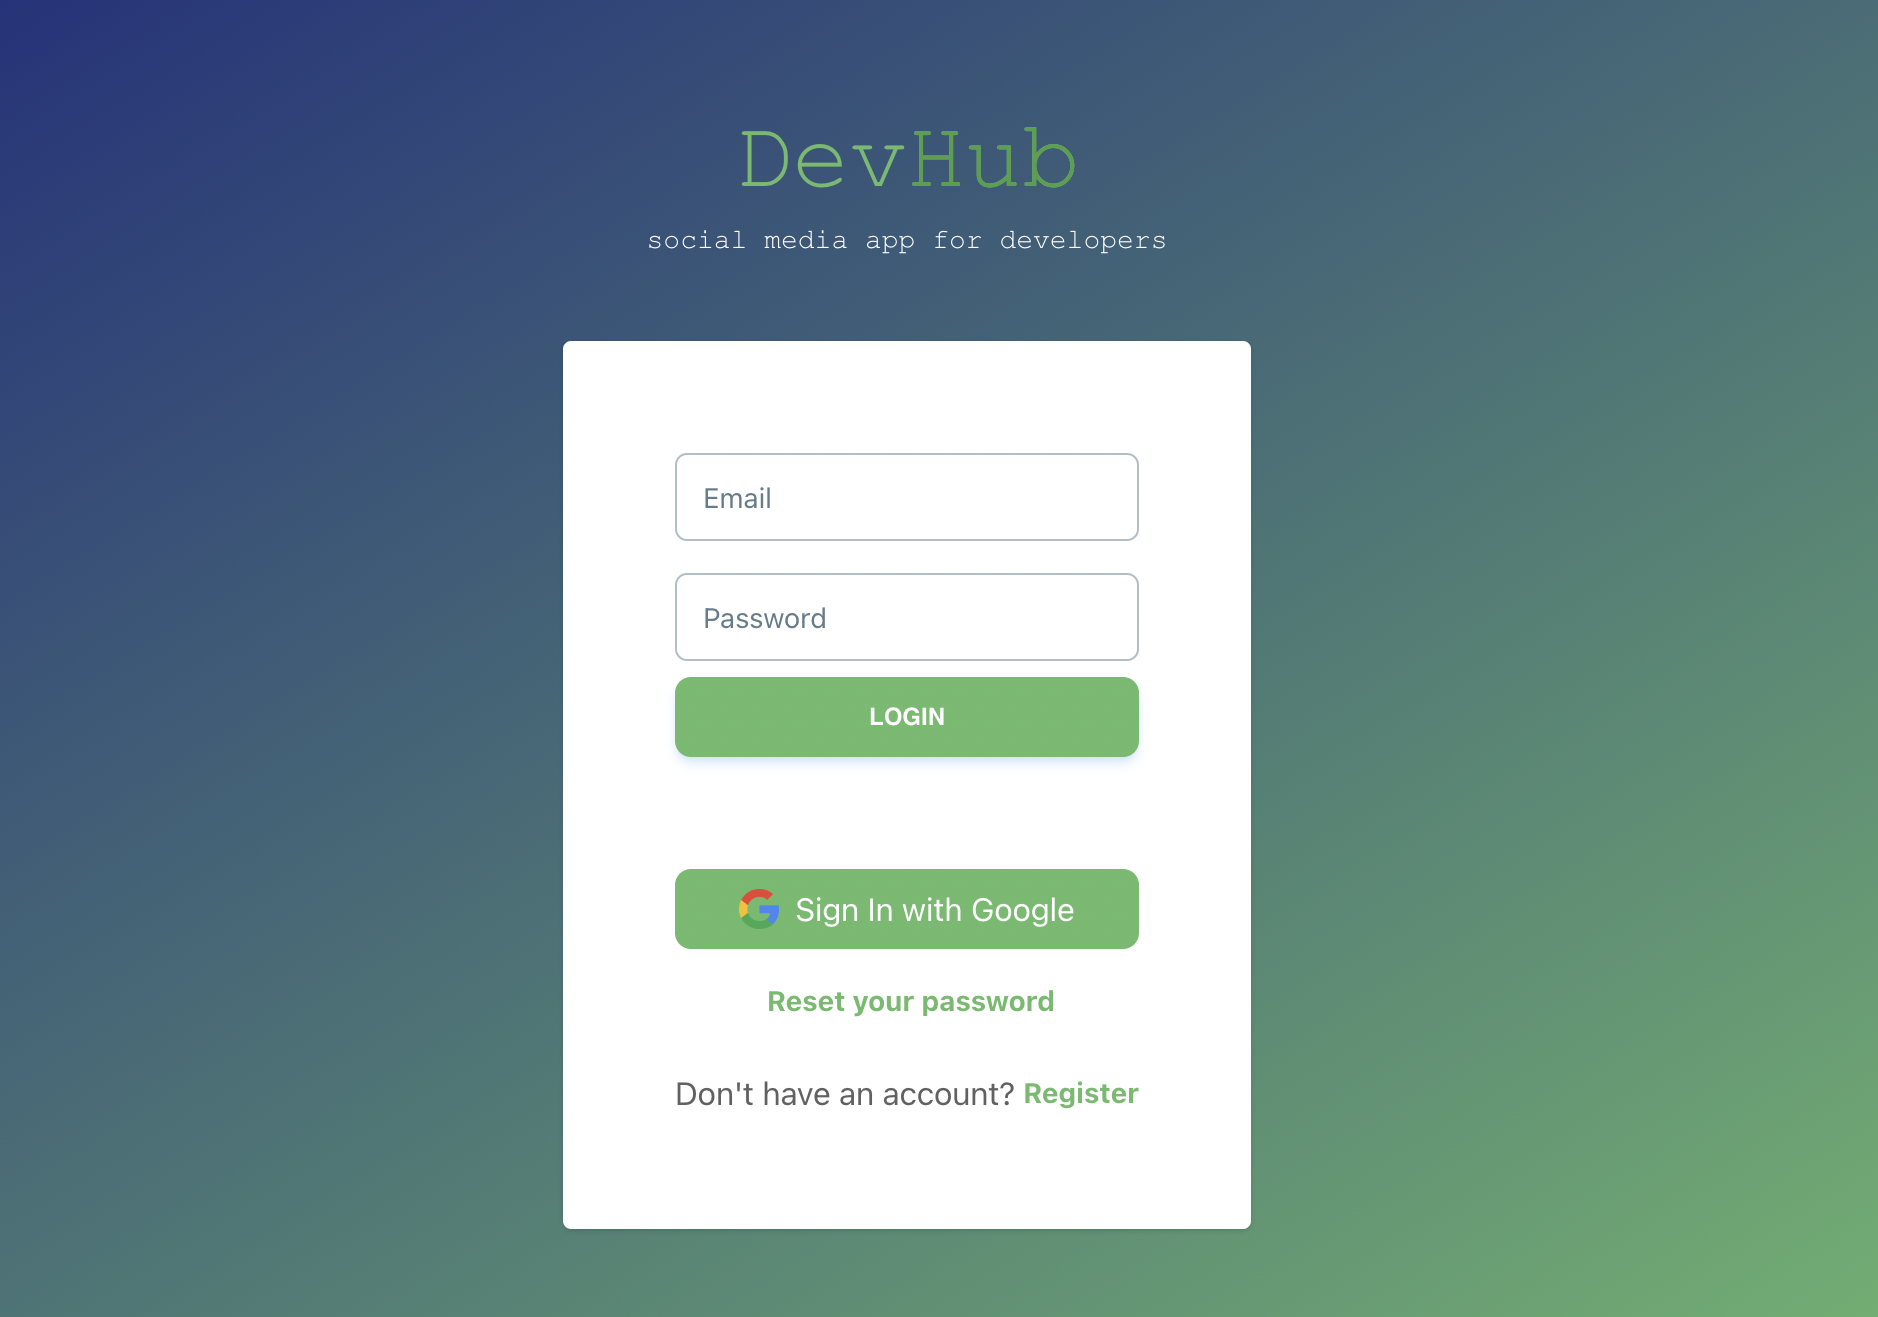 DevHub
social media app for developers
Email
Password
LOGIN
Sign In with Google
Reset your password
Don't have an account? Register